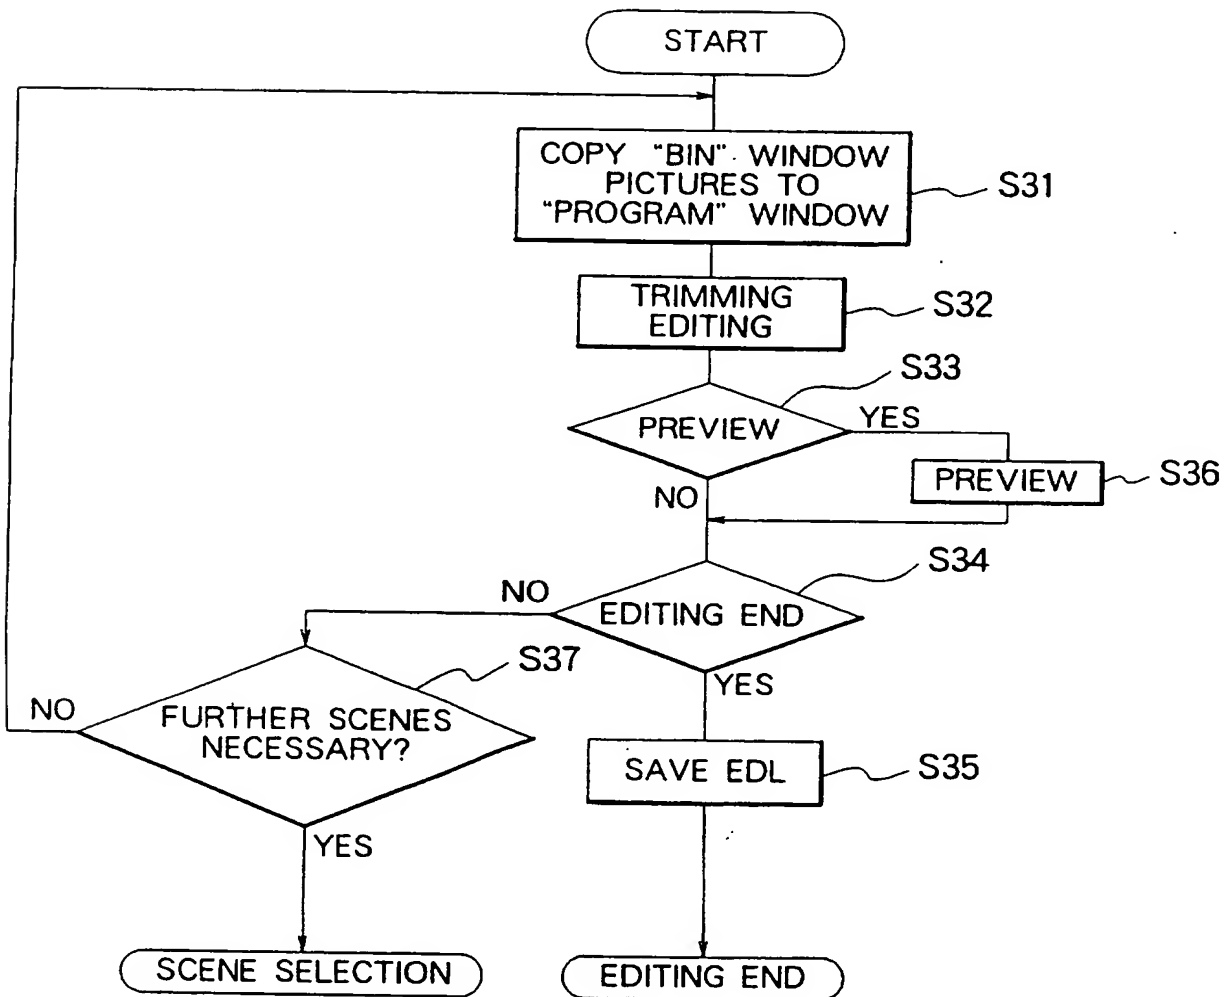 START
COPY "BIN" WINDOW
PICTURES TO
"PROGRAM" WINDOW
S31
TRIMMING
EDITING
S32
S33
PREVIEW
YES
PREVIEW
S36
NO
S34
NO
EDITING END
S37
YES
NO
FURTHER SCENES
NECESSARY?
SAVE EDL
S35
YES
SCENE SELECTION
EDITING END